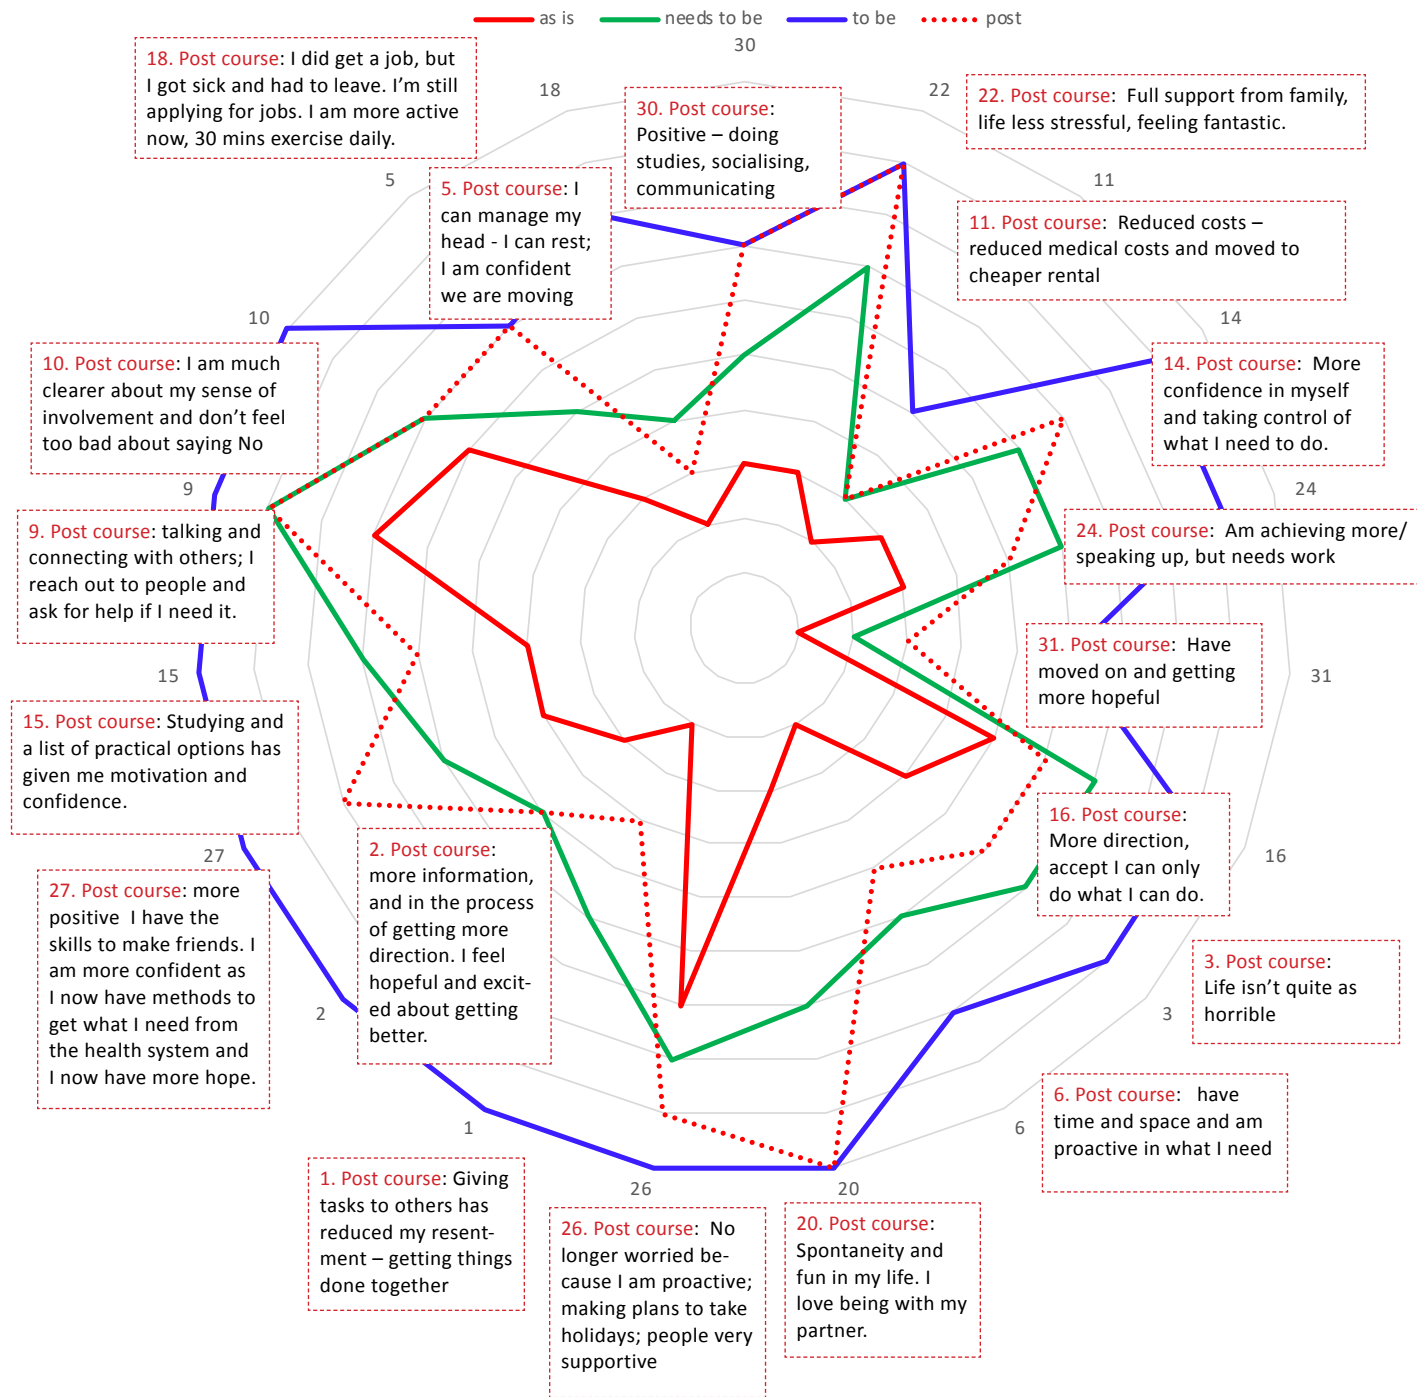 as is needs to be to be post
30
18. Post course: I did get a job, but
I got sick and had to leave. I’m still
applying for jobs. I am more active
now, 30 mins exercise daily.
18
30. Post course:
Positive – doing
studies, socialising,
communicating
22
22. Post course: Full support from family,
life less stressful, feeling fantastic.
5
5. Post course: I
can manage my
head - I can rest;
I am confident
we are moving
11
11. Post course: Reduced costs –
reduced medical costs and moved to
cheaper rental
10
10. Post course: I am much
clearer about my sense of
involvement and don’t feel
too bad about saying No
14
14. Post course: More
confidence in myself
and taking control of
what I need to do.
9
9. Post course: talking and
connecting with others; I
reach out to people and
ask for help if I need it.
24
24. Post course: Am achieving more/
speaking up, but needs work
31. Post course: Have
moved on and getting
more hopeful
31
15
15. Post course: Studying and
a list of practical options has
given me motivation and
confidence.
16. Post course:
More direction,
accept I can only
do what I can do.
16
27
27. Post course: more
positive I have the
skills to make friends. I
am more confident as
I now have methods to
get what I need from
the health system and
I now have more hope.
2. Post course:
more information,
and in the process
of getting more
direction. I feel
hopeful and excit-
ed about getting
better.
2
3. Post course:
Life isn’t quite as
horrible
3
6. Post course: have
time and space and am
proactive in what I need
6
1
1. Post course: Giving
tasks to others has
reduced my resent-
ment – getting things
done together
26
26. Post course: No
longer worried be-
cause I am proactive;
making plans to take
holidays; people very
supportive
20
20. Post course:
Spontaneity and
fun in my life. I
love being with my
partner.